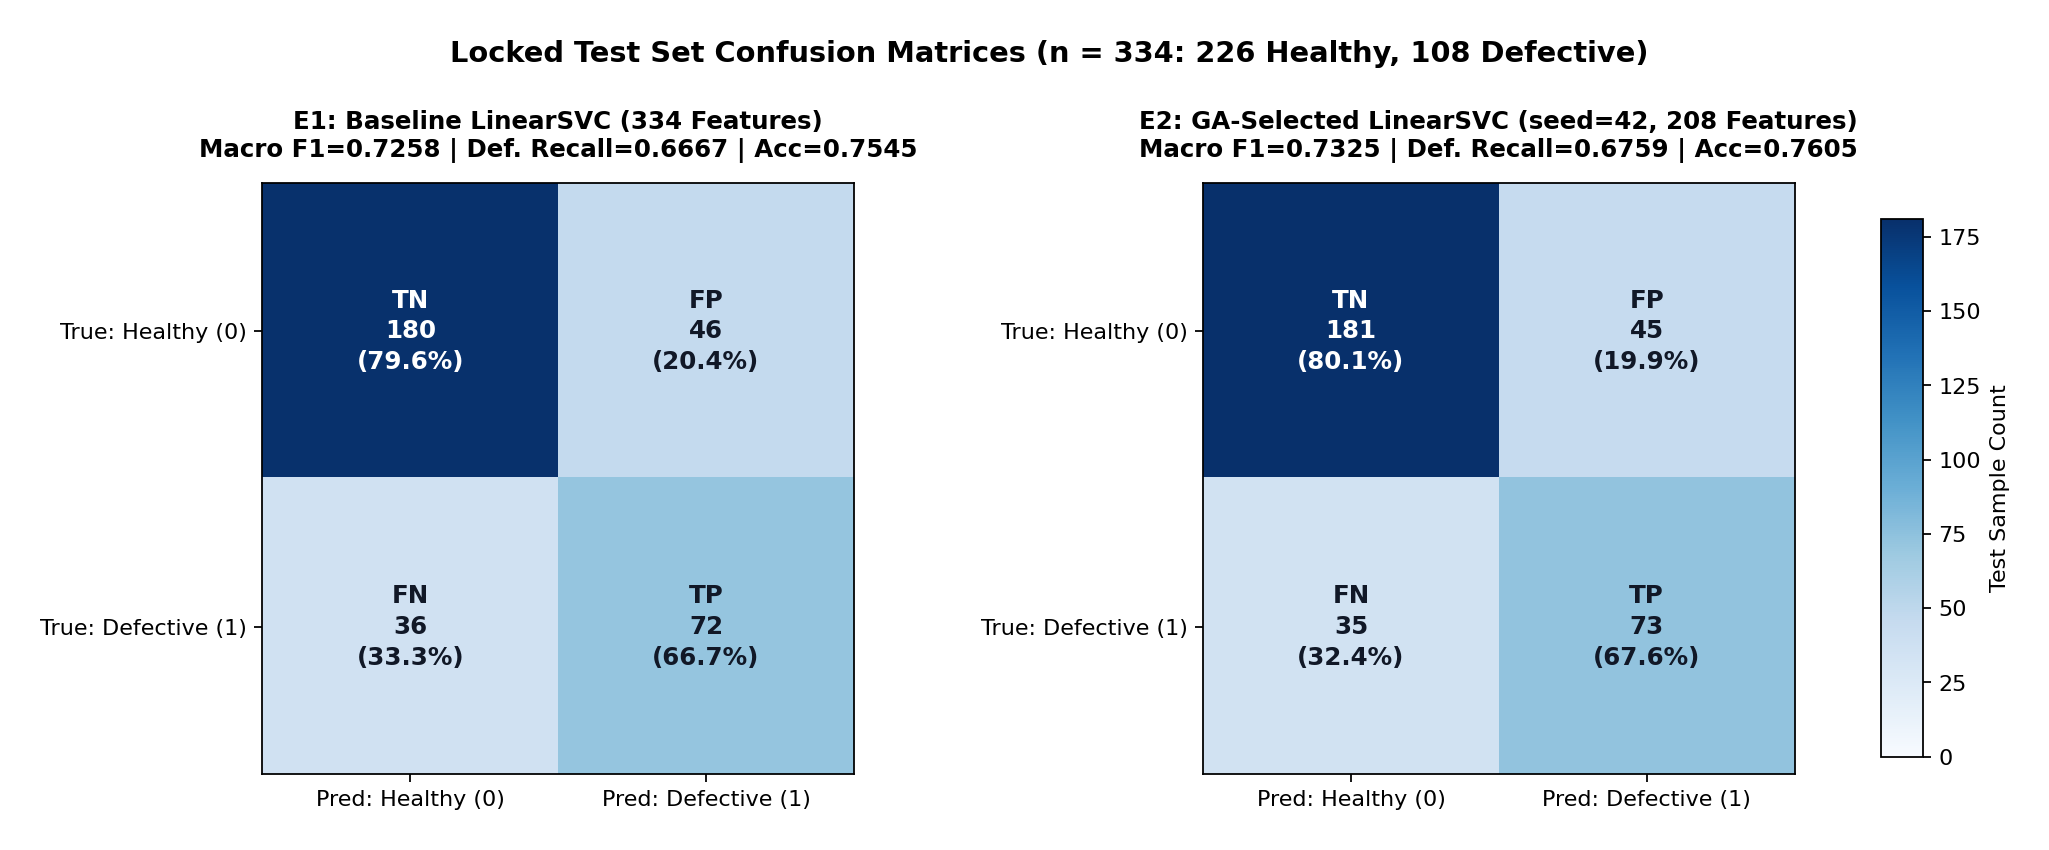 Locked Test Set Confusion Matrices (n = 334: 226 Healthy, 108 Defective)
E1: Baseline LinearSVC (334 Features)
Macro F1=0.7258 | Def. Recall=0.6667 | Acc=0.7545
TN
180
(79.6%)
FP
46
(20.4%)
FN
36
(33.3%)
TP
72
(66.7%)
True: Healthy (0)
True: Defective (1)
Pred: Healthy (0)
Pred: Defective (1)
E2: GA-Selected LinearSVC (seed=42, 208 Features)
Macro F1=0.7325 | Def. Recall=0.6759 | Acc=0.7605
TN
181
(80.1%)
FP
45
(19.9%)
FN
35
(32.4%)
TP
73
(67.6%)
True: Healthy (0)
True: Defective (1)
Pred: Healthy (0)
Pred: Defective (1)
175
150
125
100
75
50
25
0
Test Sample Count